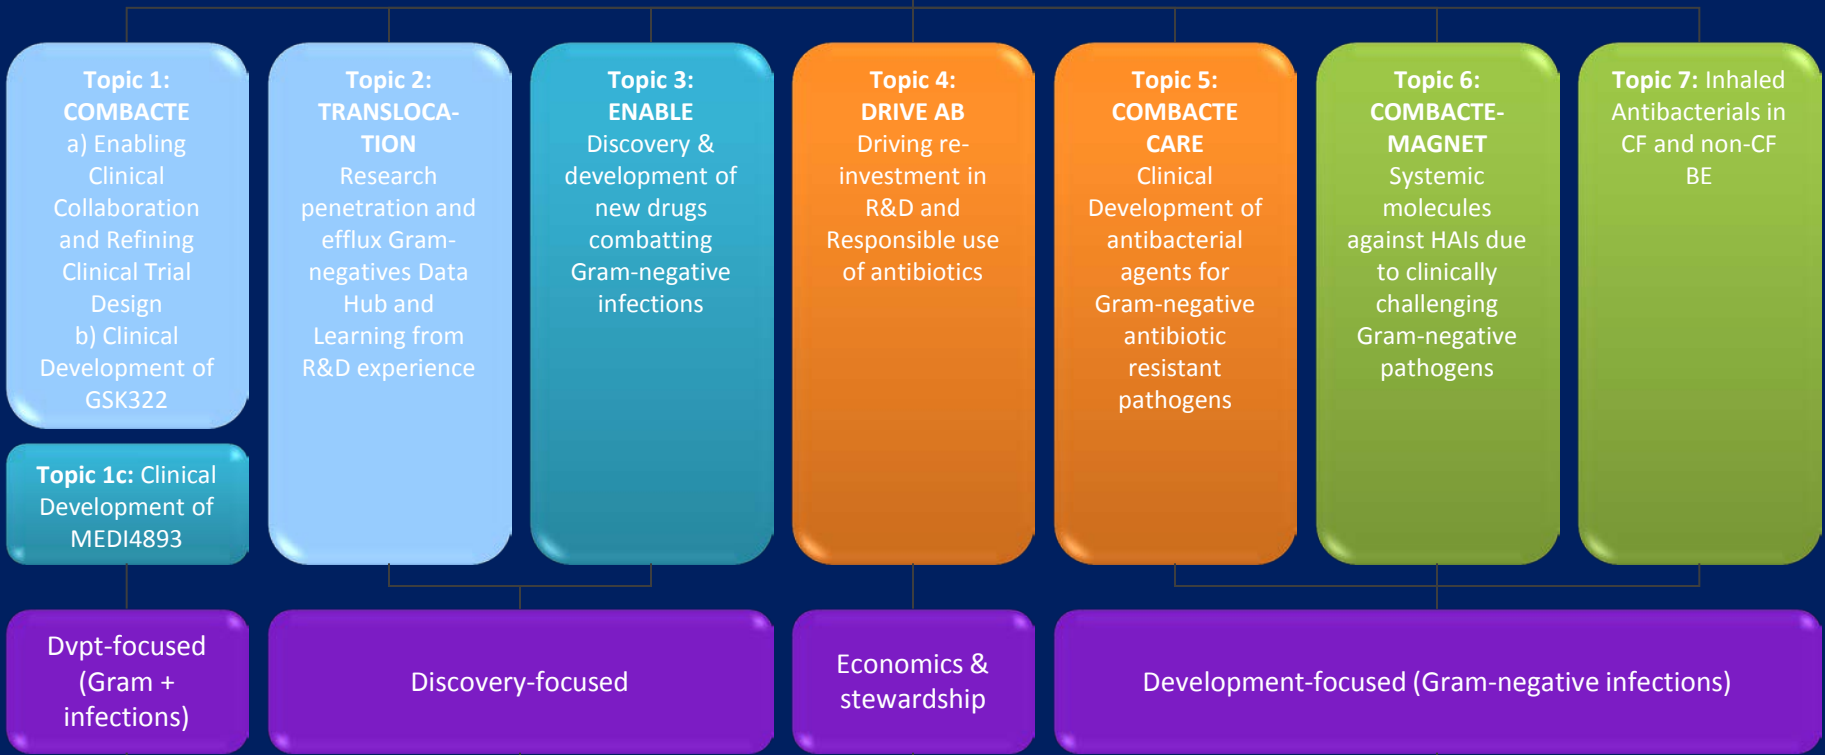 Topic 1:
COMBACTE
a) Enabling
Clinical
Collaboration
and Refining
Clinical Trial
Design
b) Clinical
Development of
GSK322
Topic 1c: Clinical
Development of
MEDI4893
Topic 2:
TRANSLOCA-
TION
Research
penetration and
efflux Gram-
negatives Data
Hub and
Learning from
R&D experience
Topic 3:
ENABLE
Discovery &
development of
new drugs
combatting
Gram-negative
infections
Topic 4:
DRIVE AB
Driving re-
investment in
R&D and
Responsible use
of antibiotics
Topic 5:
COMBACTE
CARE
Clinical
Development of
antibacterial
agents for
Gram-negative
antibiotic
resistant
pathogens
Topic 6:
COMBACTE-
MAGNET
Systemic
molecules
against HAIs due
to clinically
challenging
Gram-negative
pathogens
Topic 7: Inhaled
Antibacterials in
CF and non-CF
BE
Dvpt-focused
(Gram +
infections)
Discovery-focused
Economics &
stewardship
Development-focused (Gram-negative infections)